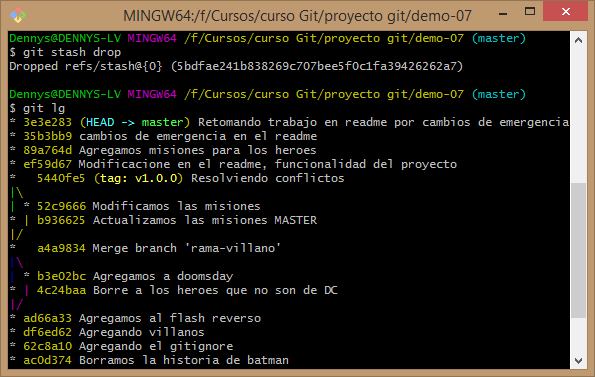 MINGW64:/f/Cursos/curso Git/proyecto git/demo-07
Dennys@DENNYS-LV MINGW64 /f/Cursos/curso Git/proyecto git/demo-07 (master)
$ git stash drop
Dropped refs/stash@{0} (5bdfae241b838269c707bee5f0c1fa39426262a7)
Dennys@DENNYS-LV MINGW64 /f/Cursos/curso Git/proyecto git/demo-07 (master)
$ git lg
* 3e3e283 (HEAD -> master) Retomando trabajo en readme por cambios de emergencia
* 35b3bb9 cambios de emergencia en el readme
* 89a764d Agregamos misiones para los heroes
* ef59d67 Modificacione en el readme, funcionalidad del proyecto
*   5440fe5 (tag: v1.0.0) Resolviendo conflictos
|\
| * 52c9666 Modificamos las misiones
* | b936625 Actualizamos las misiones MASTER
|/
*   a4a9834 Merge branch 'rama-villano'
|\
| * b3e02bc Agregamos a doomsday
* | 4c24baa Borre a los heroes que no son de DC
|/
* ad66a33 Agregamos al flash reverso
* df6ed62 Agregando villanos
* 62c8a10 Agregando el gitignore
* ac0d374 Borramos la historia de batman